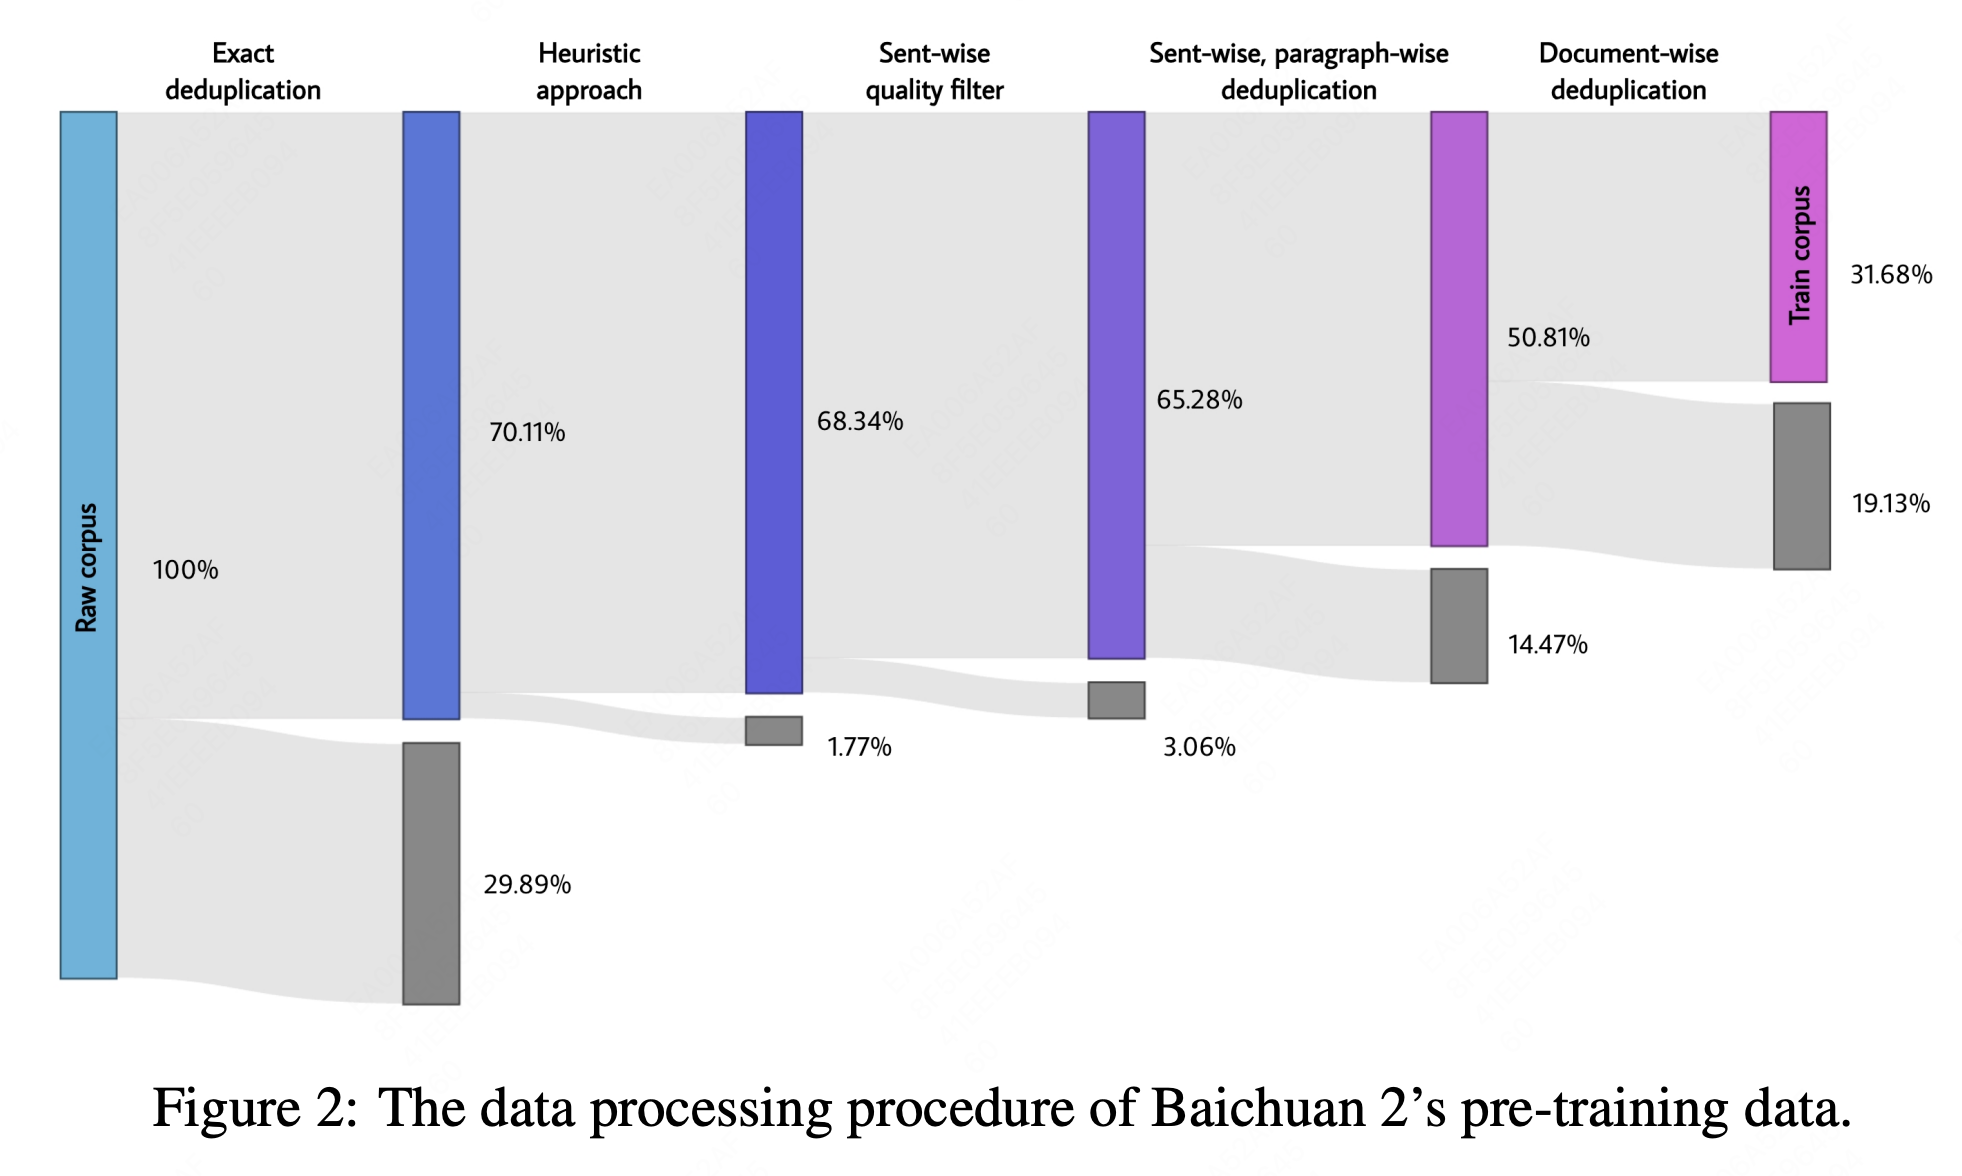 Exact
deduplication
Heuristic
approach
Sent-wise
quality filter
Sent-wise, paragraph-wise
deduplication
Document-wise
deduplication
Raw corpus
100%
70.11%
29.89%
68.34%
1.77%
65.28%
3.06%
50.81%
14.47%
Train corpus
31.68%
19.13%
Figure 2: The data processing procedure of Baichuan 2’s pre-training data.